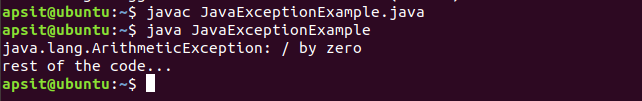 apsit@ubuntu:~$ javac JavaExceptionExample.java
apsit@ubuntu:~$ java JavaExceptionExample
java.lang.ArithmeticException: / by zero
rest of the code...
apsit@ubuntu:~$